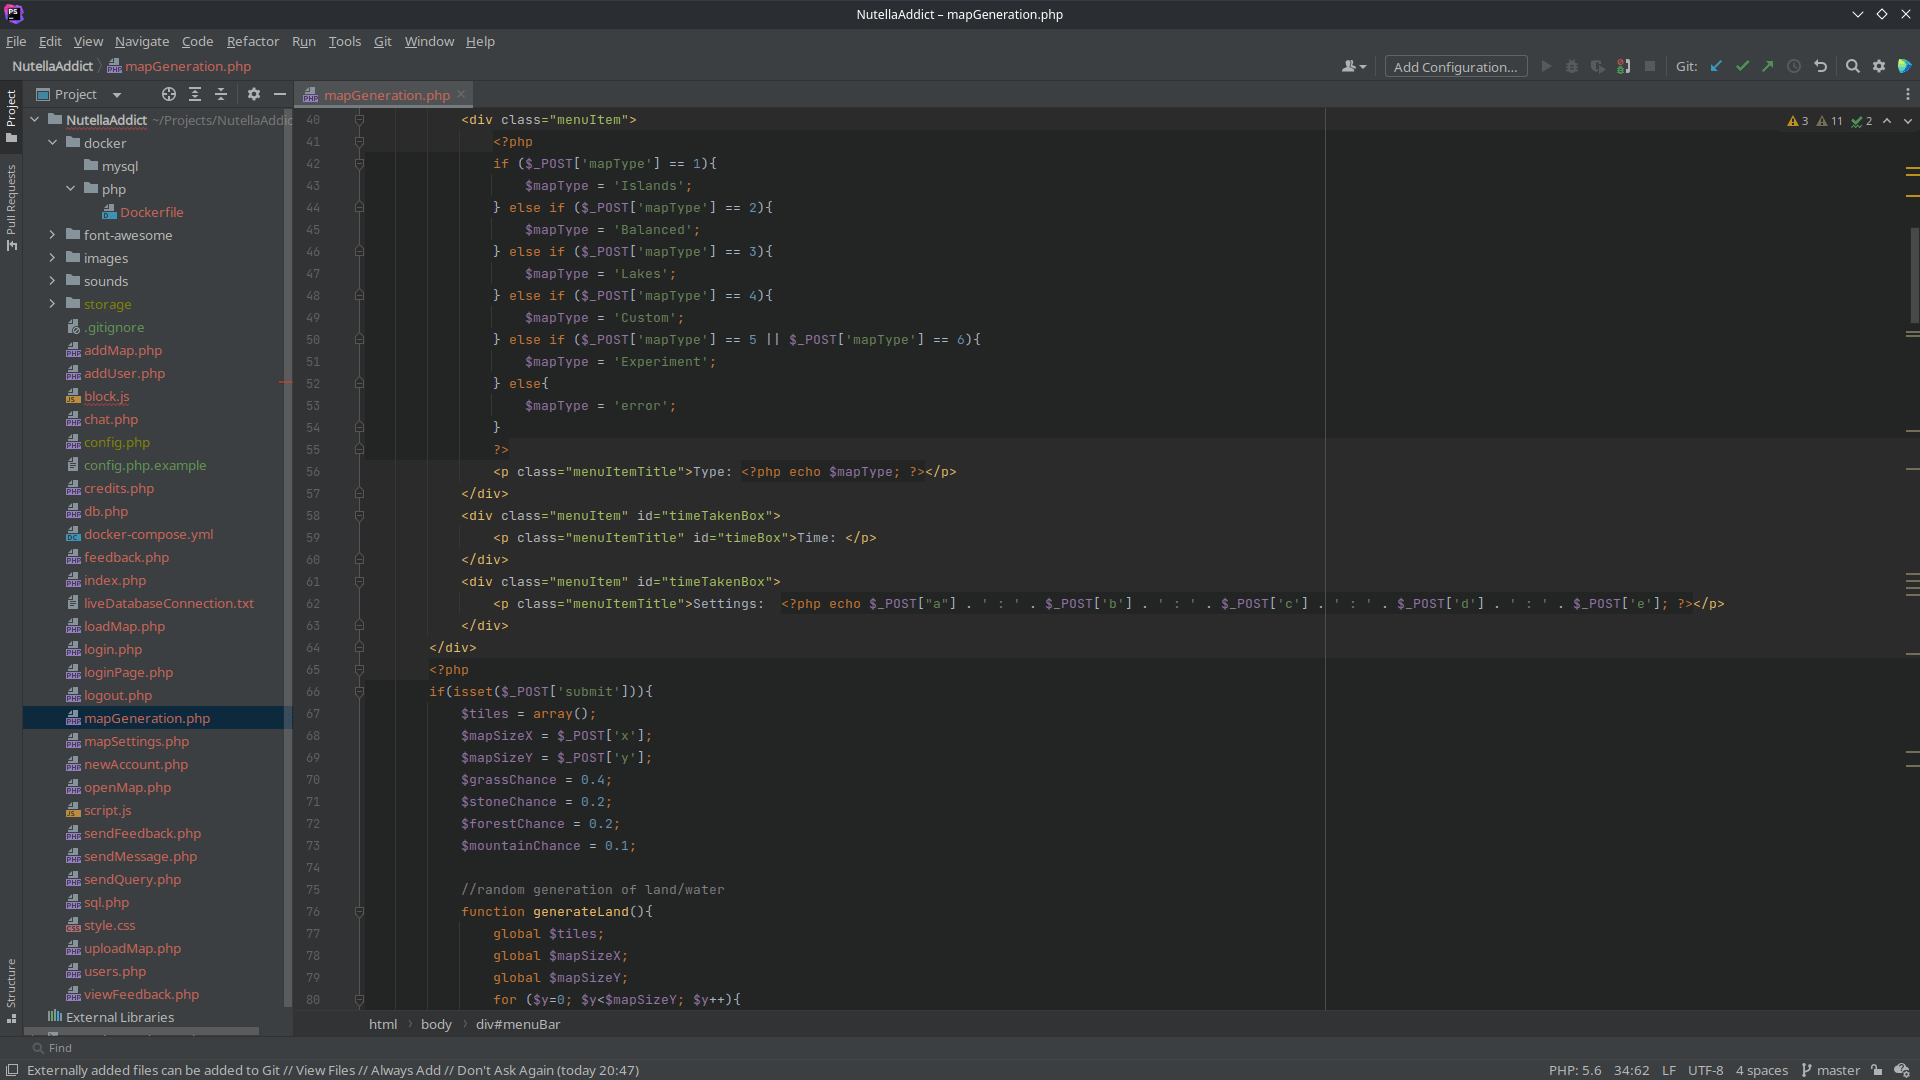 NutellaAddict – mapGeneration.php
File Edit View Navigate Code Refactor Run Tools Git Window Help
NutellaAddict mapGeneration.php
Add Configuration...
Git:
Project
mapGeneration.php
Project
Pull Requests
Structure
NutellaAddict ~/Projects/NutellaAddic
docker
mysql
php
Dockerfile
font-awesome
images
sounds
storage
.gitignore
addMap.php
addUser.php
block.js
chat.php
config.php
config.php.example
credits.php
db.php
docker-compose.yml
feedback.php
index.php
liveDatabaseConnection.txt
loadMap.php
login.php
loginPage.php
logout.php
mapGeneration.php
mapSettings.php
newAccount.php
openMap.php
script.js
sendFeedback.php
sendMessage.php
sendQuery.php
sql.php
style.css
uploadMap.php
users.php
viewFeedback.php
External Libraries
3 11 2
40 <div class="menuItem">
41 <?php
42 if ($_POST['mapType'] == 1){
43 $mapType = 'Islands';
44 } else if ($_POST['mapType'] == 2){
45 $mapType = 'Balanced';
46 } else if ($_POST['mapType'] == 3){
47 $mapType = 'Lakes';
48 } else if ($_POST['mapType'] == 4){
49 $mapType = 'Custom';
50 } else if ($_POST['mapType'] == 5 || $_POST['mapType'] == 6){
51 $mapType = 'Experiment';
52 } else{
53 $mapType = 'error';
54 }
55 ?>
56 <p class="menuItemTitle">Type: <?php echo $mapType; ?></p>
57 </div>
58 <div class="menuItem" id="timeTakenBox">
59 <p class="menuItemTitle" id="timeBox">Time: </p>
60 </div>
61 <div class="menuItem" id="timeTakenBox">
62 <p class="menuItemTitle">Settings: <?php echo $_POST["a"] . ' : ' . $_POST['b'] . ' : ' . $_POST['c'] . ' : ' . $_POST['d'] . ' : ' . $_POST['e']; ?></p>
63 </div>
64 </div>
65 <?php
66 if(isset($_POST['submit'])){
67 $tiles = array();
68 $mapSizeX = $_POST['x'];
69 $mapSizeY = $_POST['y'];
70 $grassChance = 0.4;
71 $stoneChance = 0.2;
72 $forestChance = 0.2;
73 $mountainChance = 0.1;
74
75 //random generation of land/water
76 function generateLand(){
77 global $tiles;
78 global $mapSizeX;
79 global $mapSizeY;
80 for ($y=0; $y<$mapSizeY; $y++){
html body div#menuBar
Find
Externally added files can be added to Git // View Files // Always Add // Don't Ask Again (today 20:47)
PHP: 5.6 34:62 LF UTF-8 4 spaces master